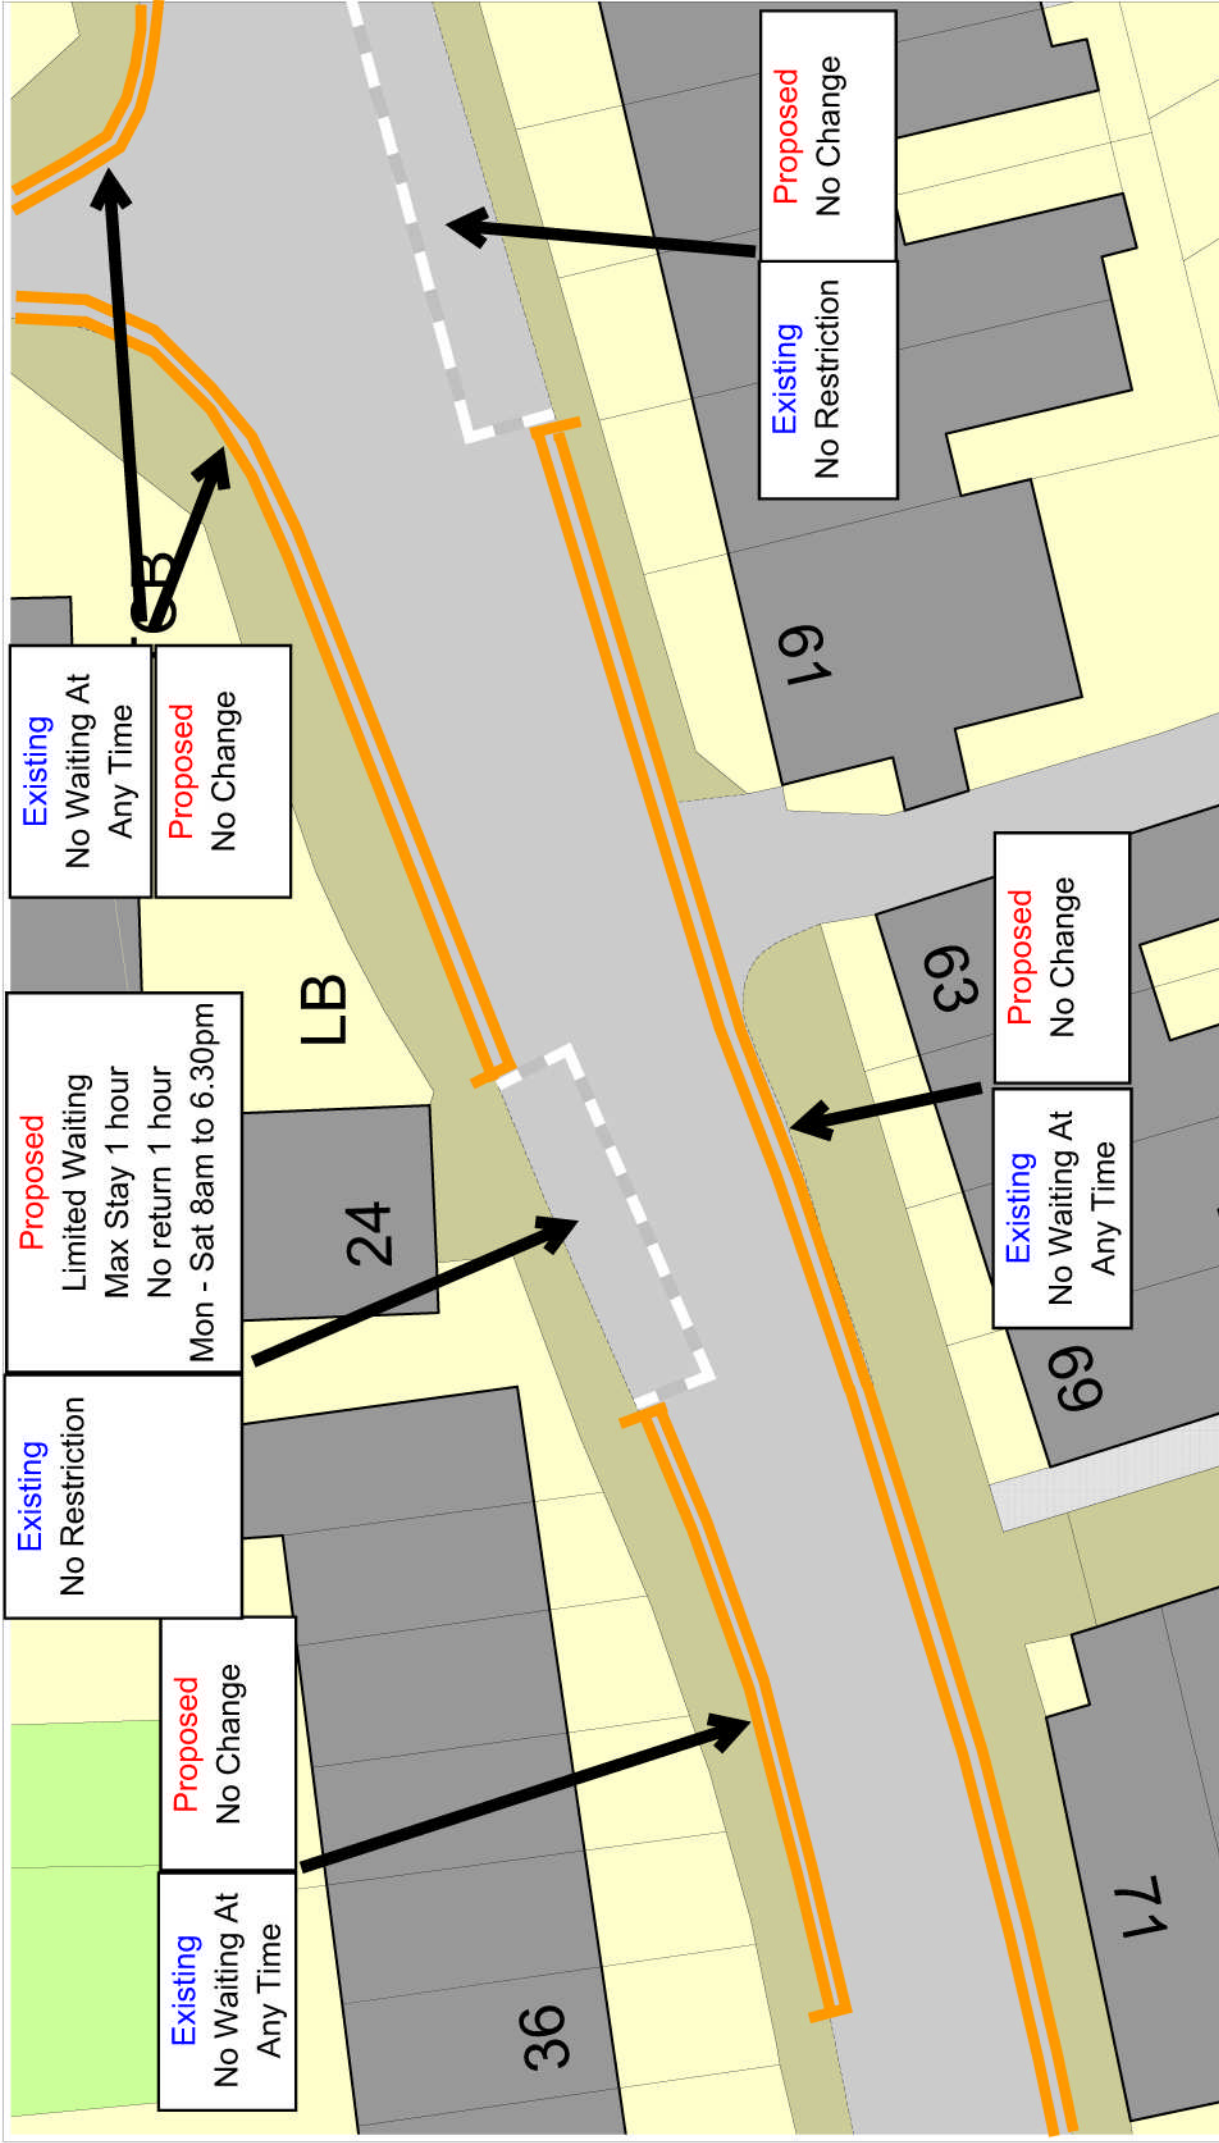 Existing
No Restriction
Proposed
Limited Waiting
Max Stay 1 hour
No return 1 hour
Mon - Sat 8am to 6.30pm
Existing
No Waiting At
Any Time
Proposed
No Change
Existing
No Waiting At
Any Time
Proposed
No Change
LB
24
36
Existing
No Restriction
Proposed
No Change
61
63
Existing
No Waiting At
Any Time
Proposed
No Change
69
71